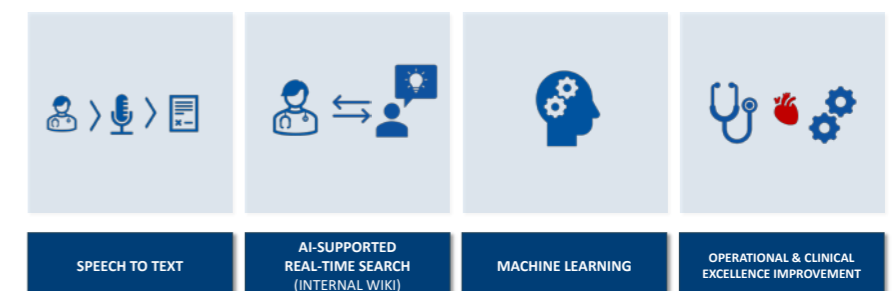 SPEECH TO TEXT
AI-SUPPORTED
REAL-TIME SEARCH
(INTERNAL WIKI)
MACHINE LEARNING
OPERATIONAL & CLINICAL
EXCELLENCE IMPROVEMENT